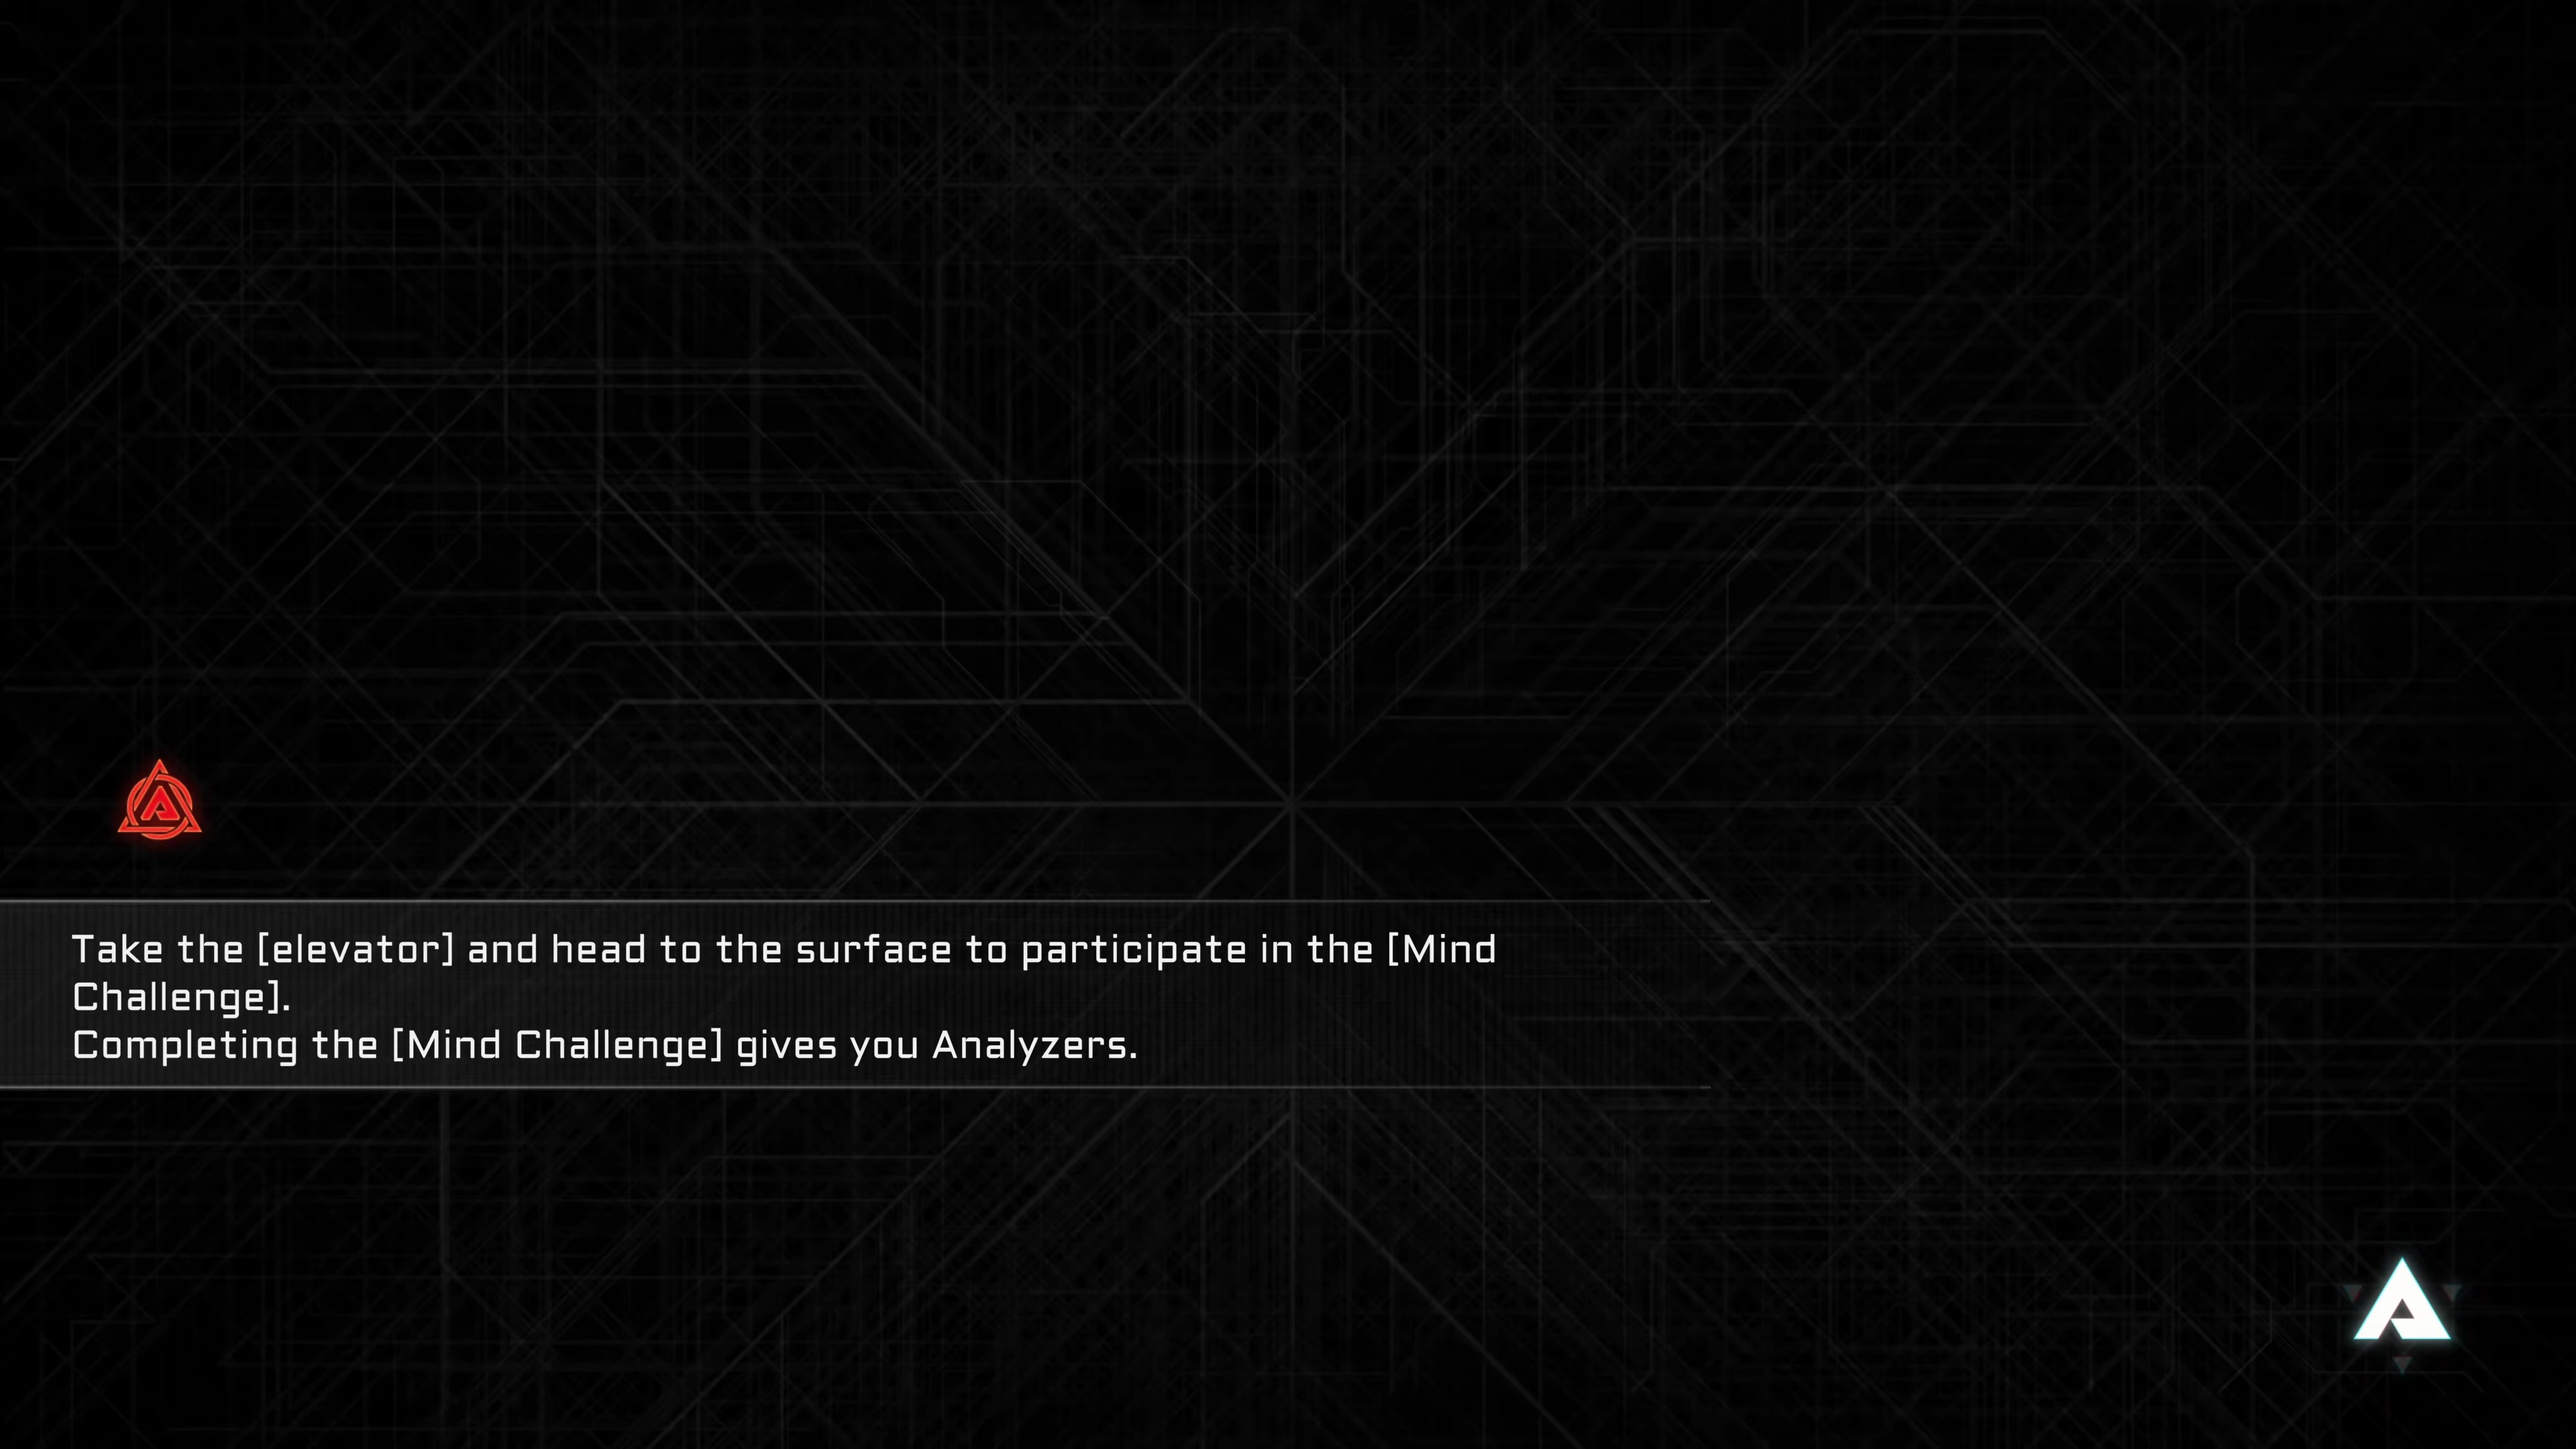 Take the [elevator] and head to the surface to participate in the [Mind
Challenge].
Completing the [Mind Challenge] gives you Analyzers.